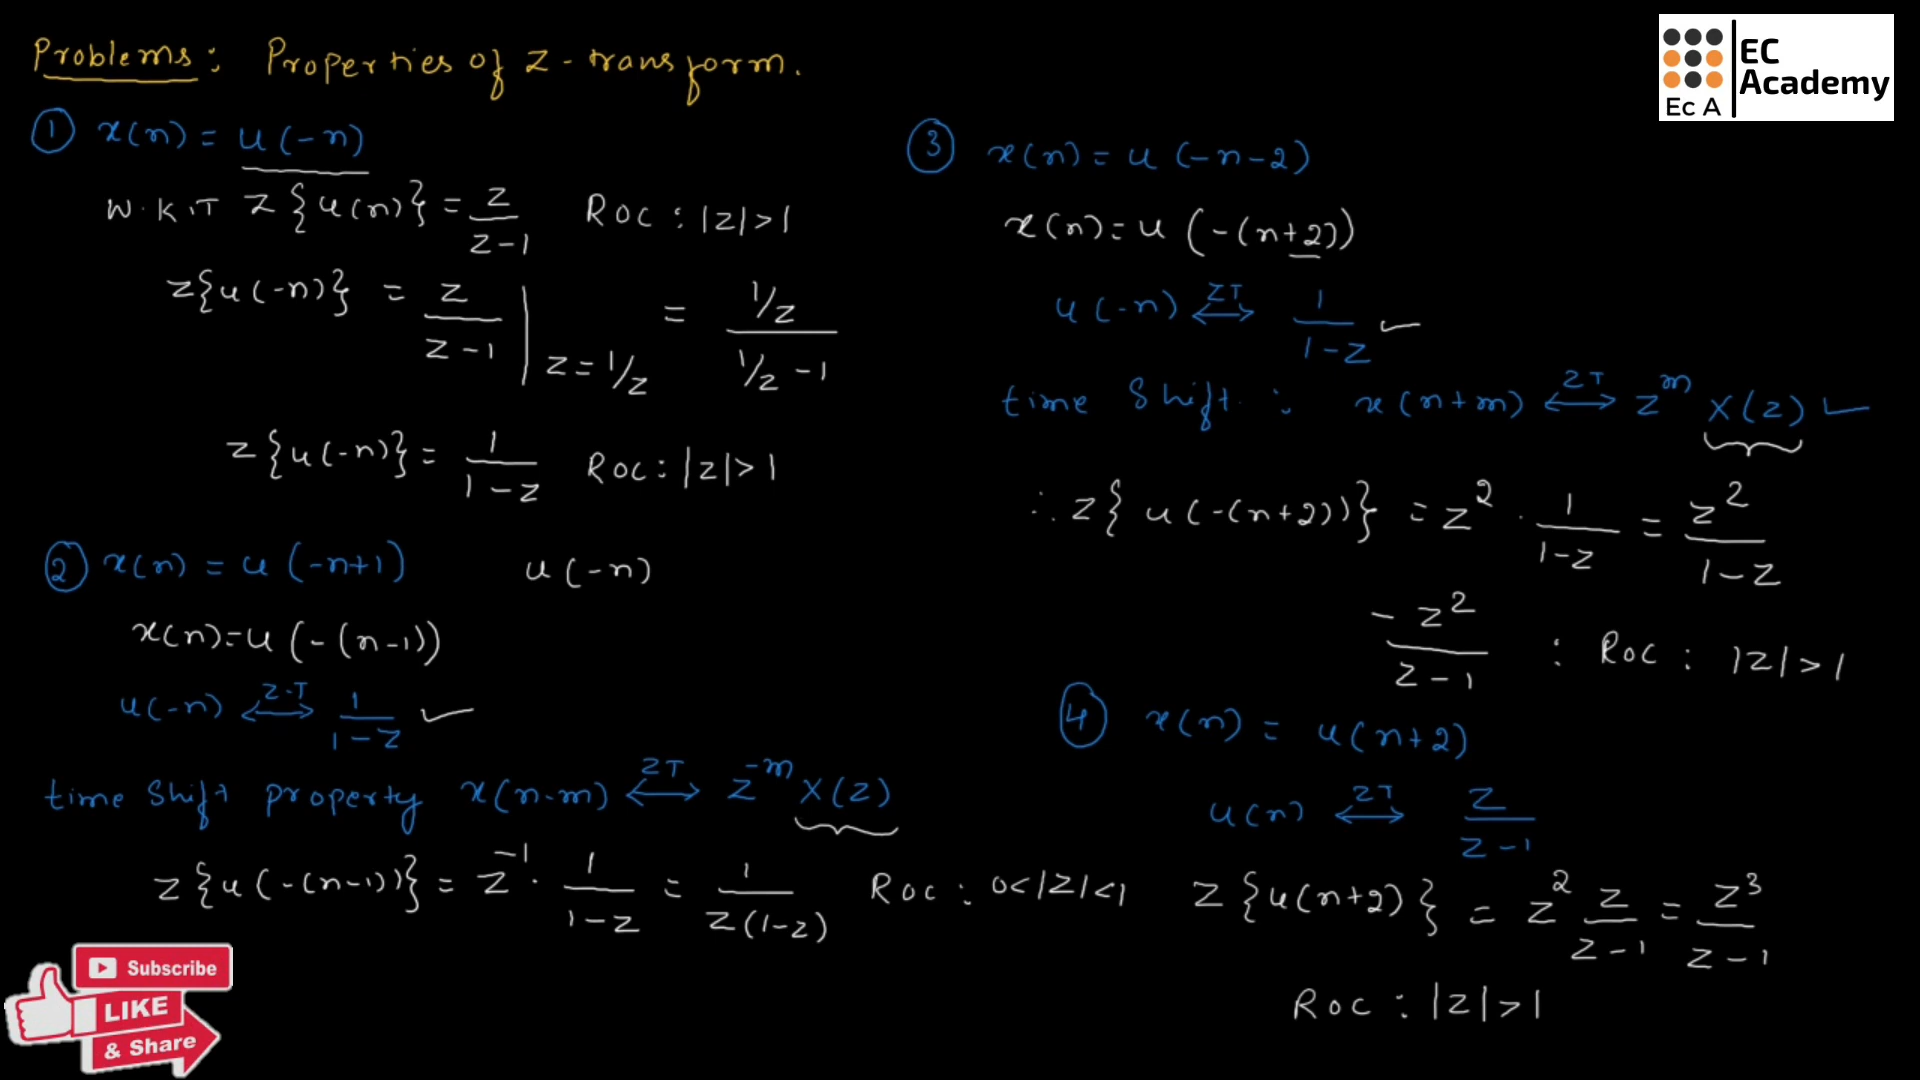 Problems: Properties of Z-transform.
EC
Academy
Ec A
① x(n) = u(-n)
W.K.T Z{u(n)} = z/(z-1) ROC: |z|>1
z{u(-n)} = z/(z-1) |z=1/z = (1/z)/(1/z - 1)
z{u(-n)} = 1/(1-z) ROC: |z|>1
② x(n) = u(-n+1) u(-n)
x(n)=u(-(n-1))
u(-n) ⟷ Z.T 1/(1-z) ✓
time shift property x(n-m) ⟷ ZT z^-m X(z)
z{u(-(n-1))} = z^-1 . 1/(1-z) = 1/(z(1-z)) ROC: 0<|z|<1
③ x(n) = u(-n-2)
x(n)=u(-(n+2))
u(-n) ⟷ ZT 1/(1-z) ✓
time shift: x(n+m) ⟷ ZT z^m X(z) ✓
∴ z{u(-(n+2))} = z^2 . 1/(1-z) = z^2/(1-z)
-z^2/(z-1) : ROC: |z|>1
④ x(n) = u(n+2)
u(n) ⟷ ZT z/(z-1)
z{u(n+2)} = z^2 z/(z-1) = z^3/(z-1)
ROC: |z|>1
Subscribe
LIKE
& Share